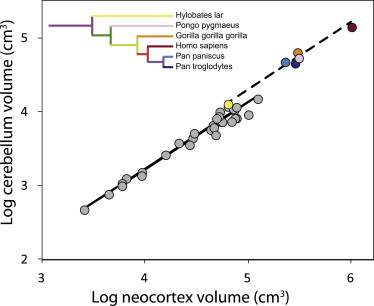 Hylobates lar
Pongo pygmaeus
Gorilla gorilla gorilla
Homo sapiens
Pan paniscus
Pan troglodytes
Log cerebellum volume (cm³)
5
4
3
2
3 4 5 6
Log neocortex volume (cm³)